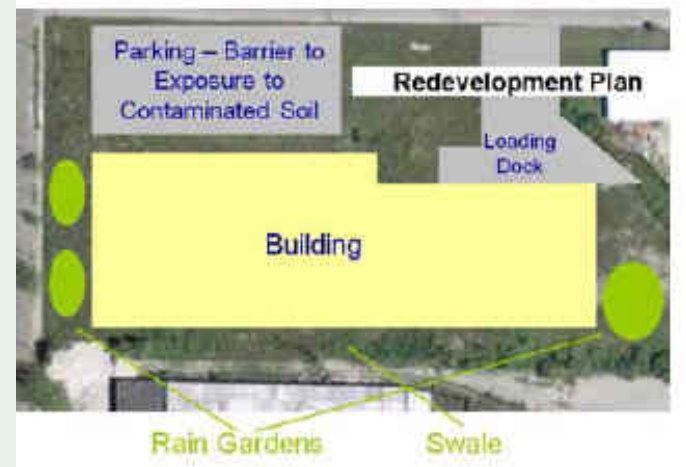 Parking – Barrier to
Exposure to
Contaminated Soil
Redevelopment Plan
Loading
Dock
Building
Rain Gardens
Swale